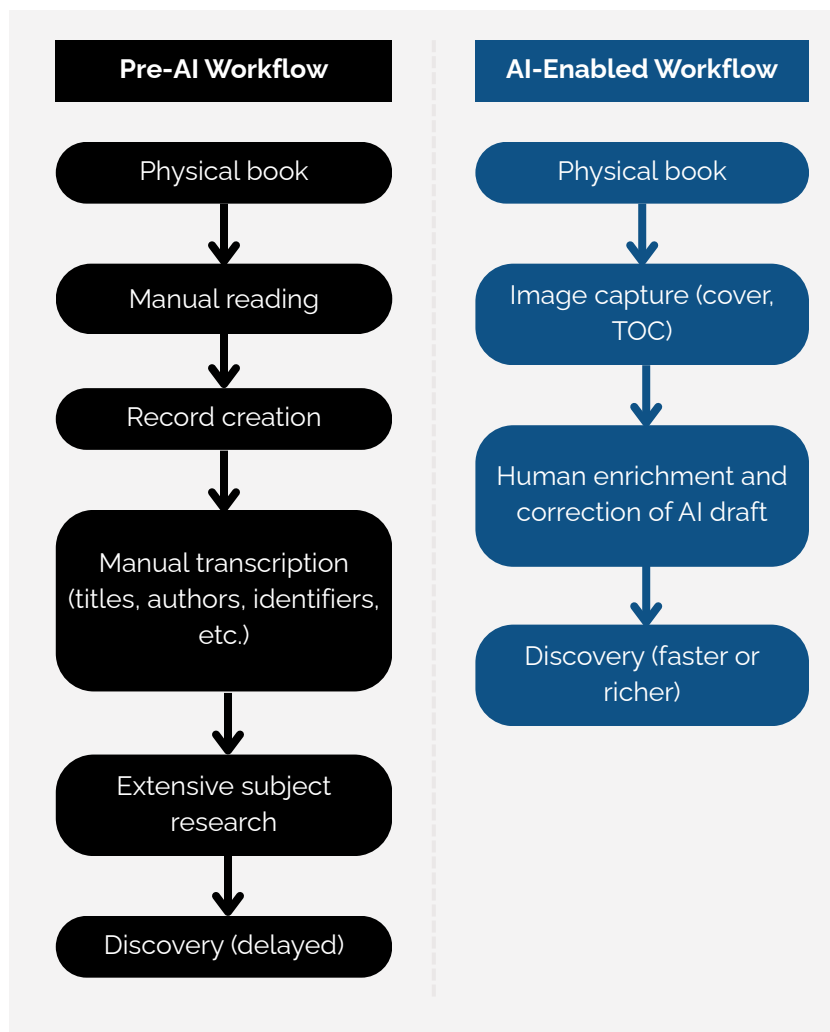 Pre-AI Workflow
Physical book
Manual reading
Record creation
Manual transcription
(titles, authors, identifiers,
etc.)
Extensive subject
research
Discovery (delayed)
AI-Enabled Workflow
Physical book
Image capture (cover,
TOC)
Human enrichment and
correction of AI draft
Discovery (faster or
richer)